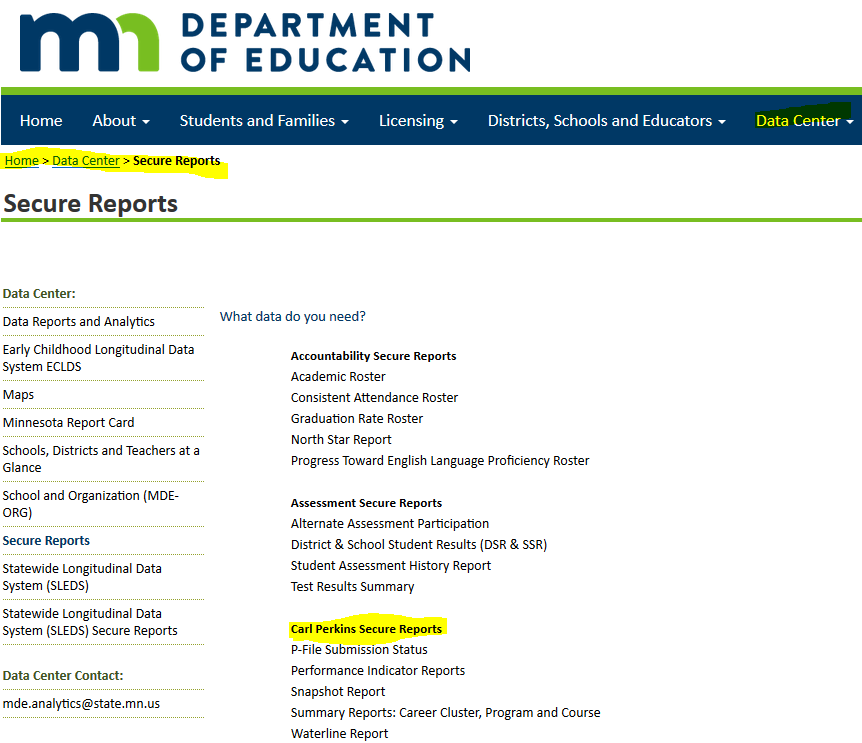 mn DEPARTMENT
OF EDUCATION
Home About Students and Families Licensing Districts, Schools and Educators Data Center
Home > Data Center > Secure Reports
Secure Reports
Data Center:
Data Reports and Analytics
Early Childhood Longitudinal Data
System ECLDS
Maps
Minnesota Report Card
Schools, Districts and Teachers at a
Glance
School and Organization (MDE-
ORG)
Secure Reports
Statewide Longitudinal Data
System (SLEDS)
Statewide Longitudinal Data
System (SLEDS) Secure Reports
Data Center Contact:
mde.analytics@state.mn.us
What data do you need?
Accountability Secure Reports
Academic Roster
Consistent Attendance Roster
Graduation Rate Roster
North Star Report
Progress Toward English Language Proficiency Roster
Assessment Secure Reports
Alternate Assessment Participation
District & School Student Results (DSR & SSR)
Student Assessment History Report
Test Results Summary
Carl Perkins Secure Reports
P-File Submission Status
Performance Indicator Reports
Snapshot Report
Summary Reports: Career Cluster, Program and Course
Waterline Report